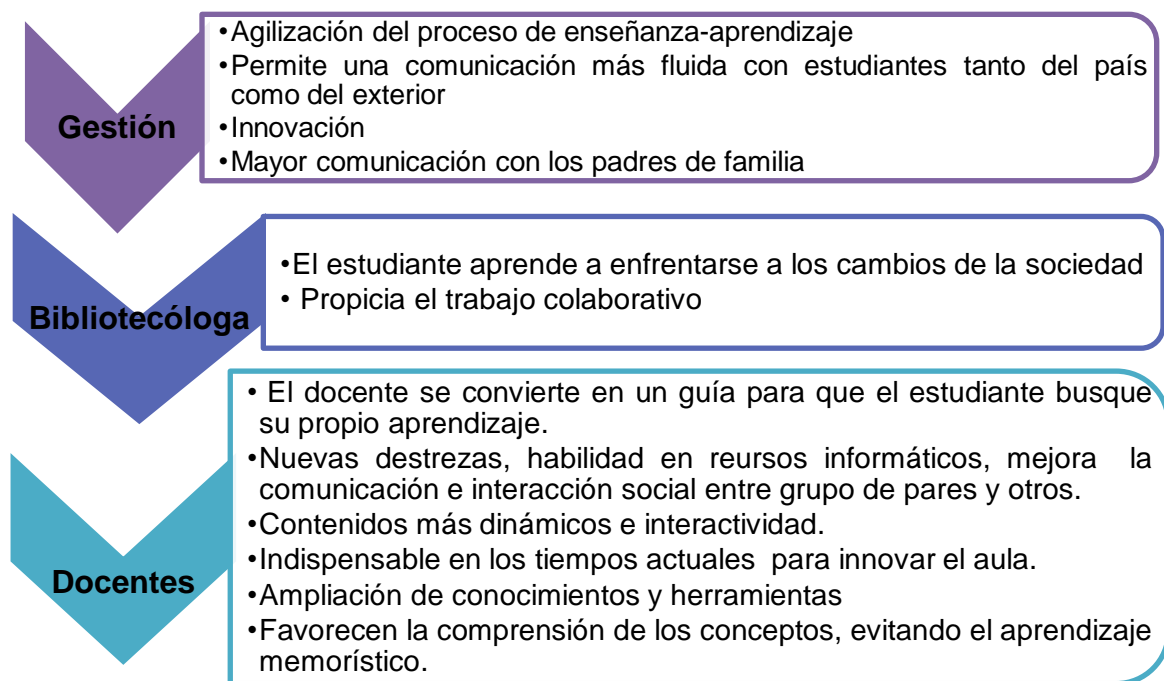 Gestión
•Agilización del proceso de enseñanza-aprendizaje
•Permite una comunicación más fluida con estudiantes tanto del país
como del exterior
•Innovación
•Mayor comunicación con los padres de familia
Bibliotecóloga
•El estudiante aprende a enfrentarse a los cambios de la sociedad
• Propicia el trabajo colaborativo
Docentes
• El docente se convierte en un guía para que el estudiante busque
su propio aprendizaje.
•Nuevas destrezas, habilidad en reursos informáticos, mejora la
comunicación e interacción social entre grupo de pares y otros.
•Contenidos más dinámicos e interactividad.
•Indispensable en los tiempos actuales para innovar el aula.
•Ampliación de conocimientos y herramientas
•Favorecen la comprensión de los conceptos, evitando el aprendizaje
memorístico.